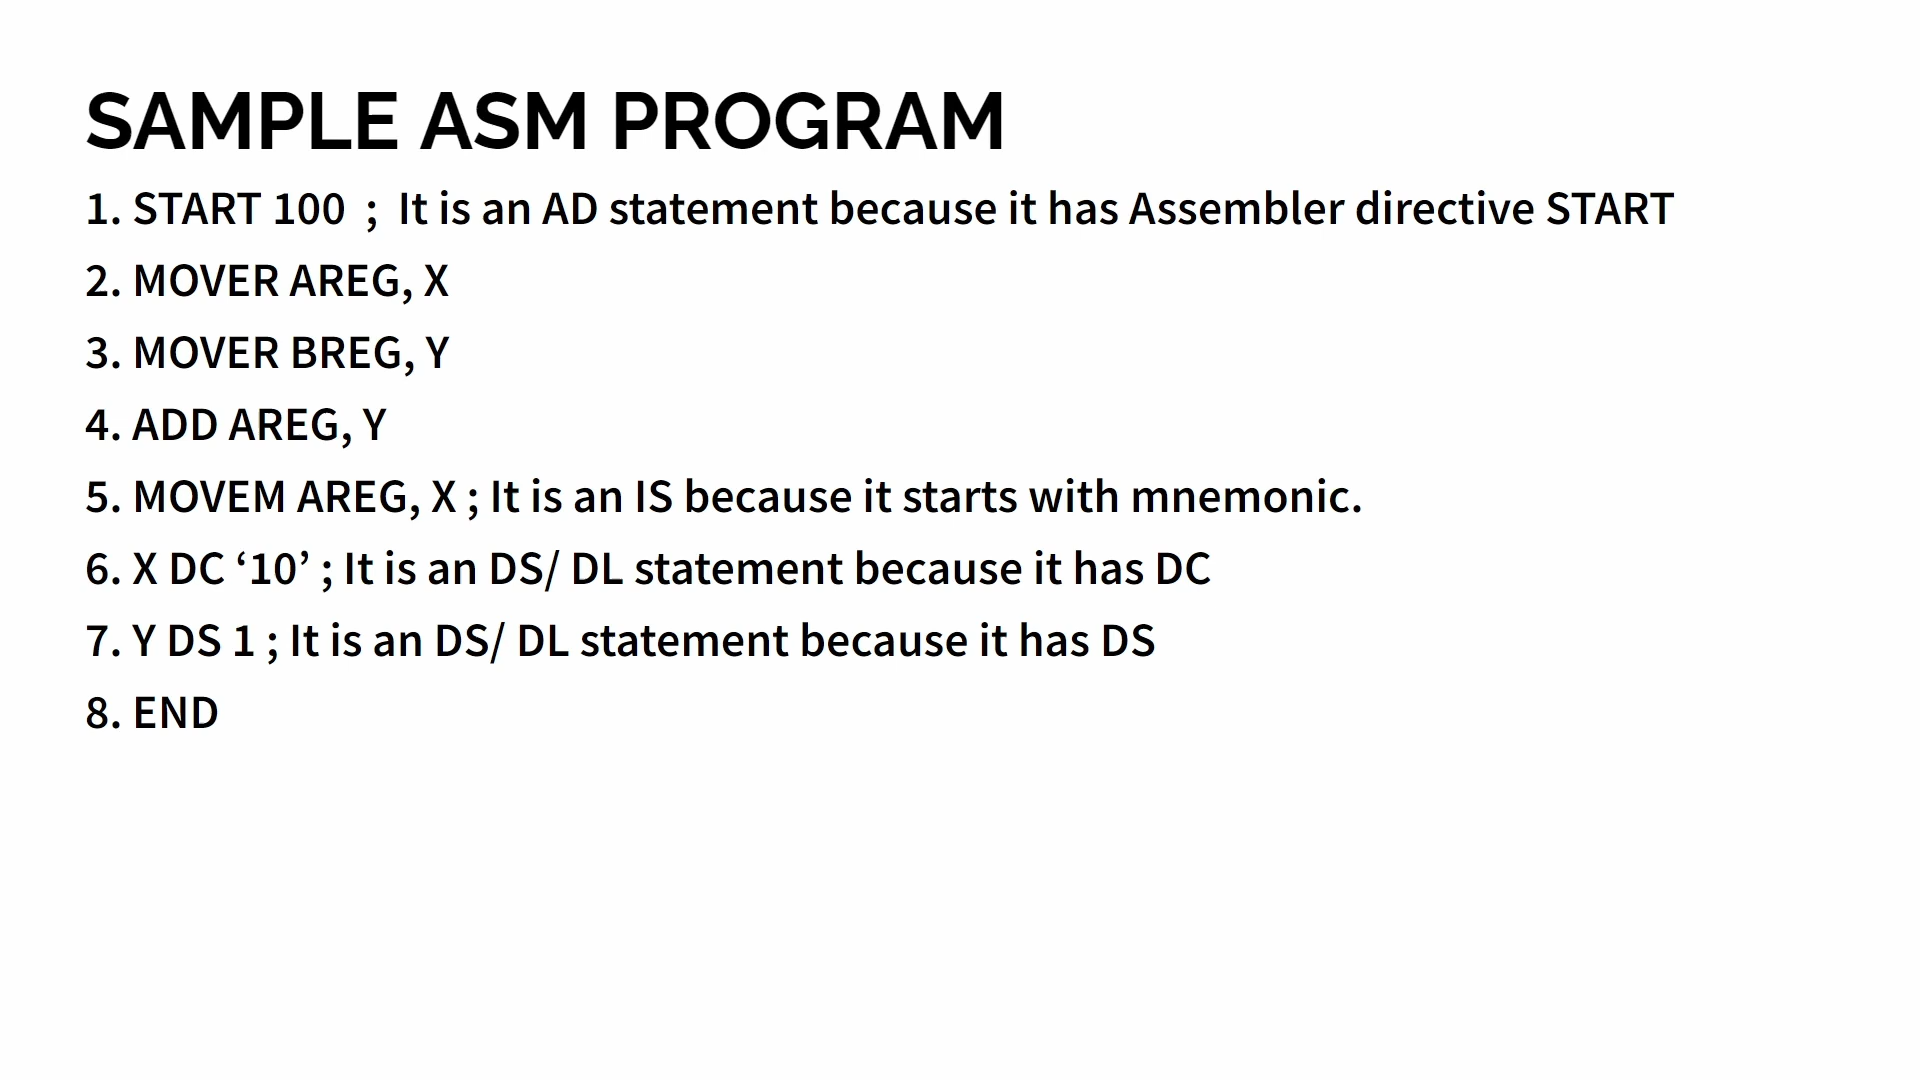 SAMPLE ASM PROGRAM
1. START 100  ;  It is an AD statement because it has Assembler directive START
2. MOVER AREG, X
3. MOVER BREG, Y
4. ADD AREG, Y
5. MOVEM AREG, X ; It is an IS because it starts with mnemonic.
6. X DC ‘10’ ; It is an DS/ DL statement because it has DC
7. Y DS 1 ; It is an DS/ DL statement because it has DS
8. END